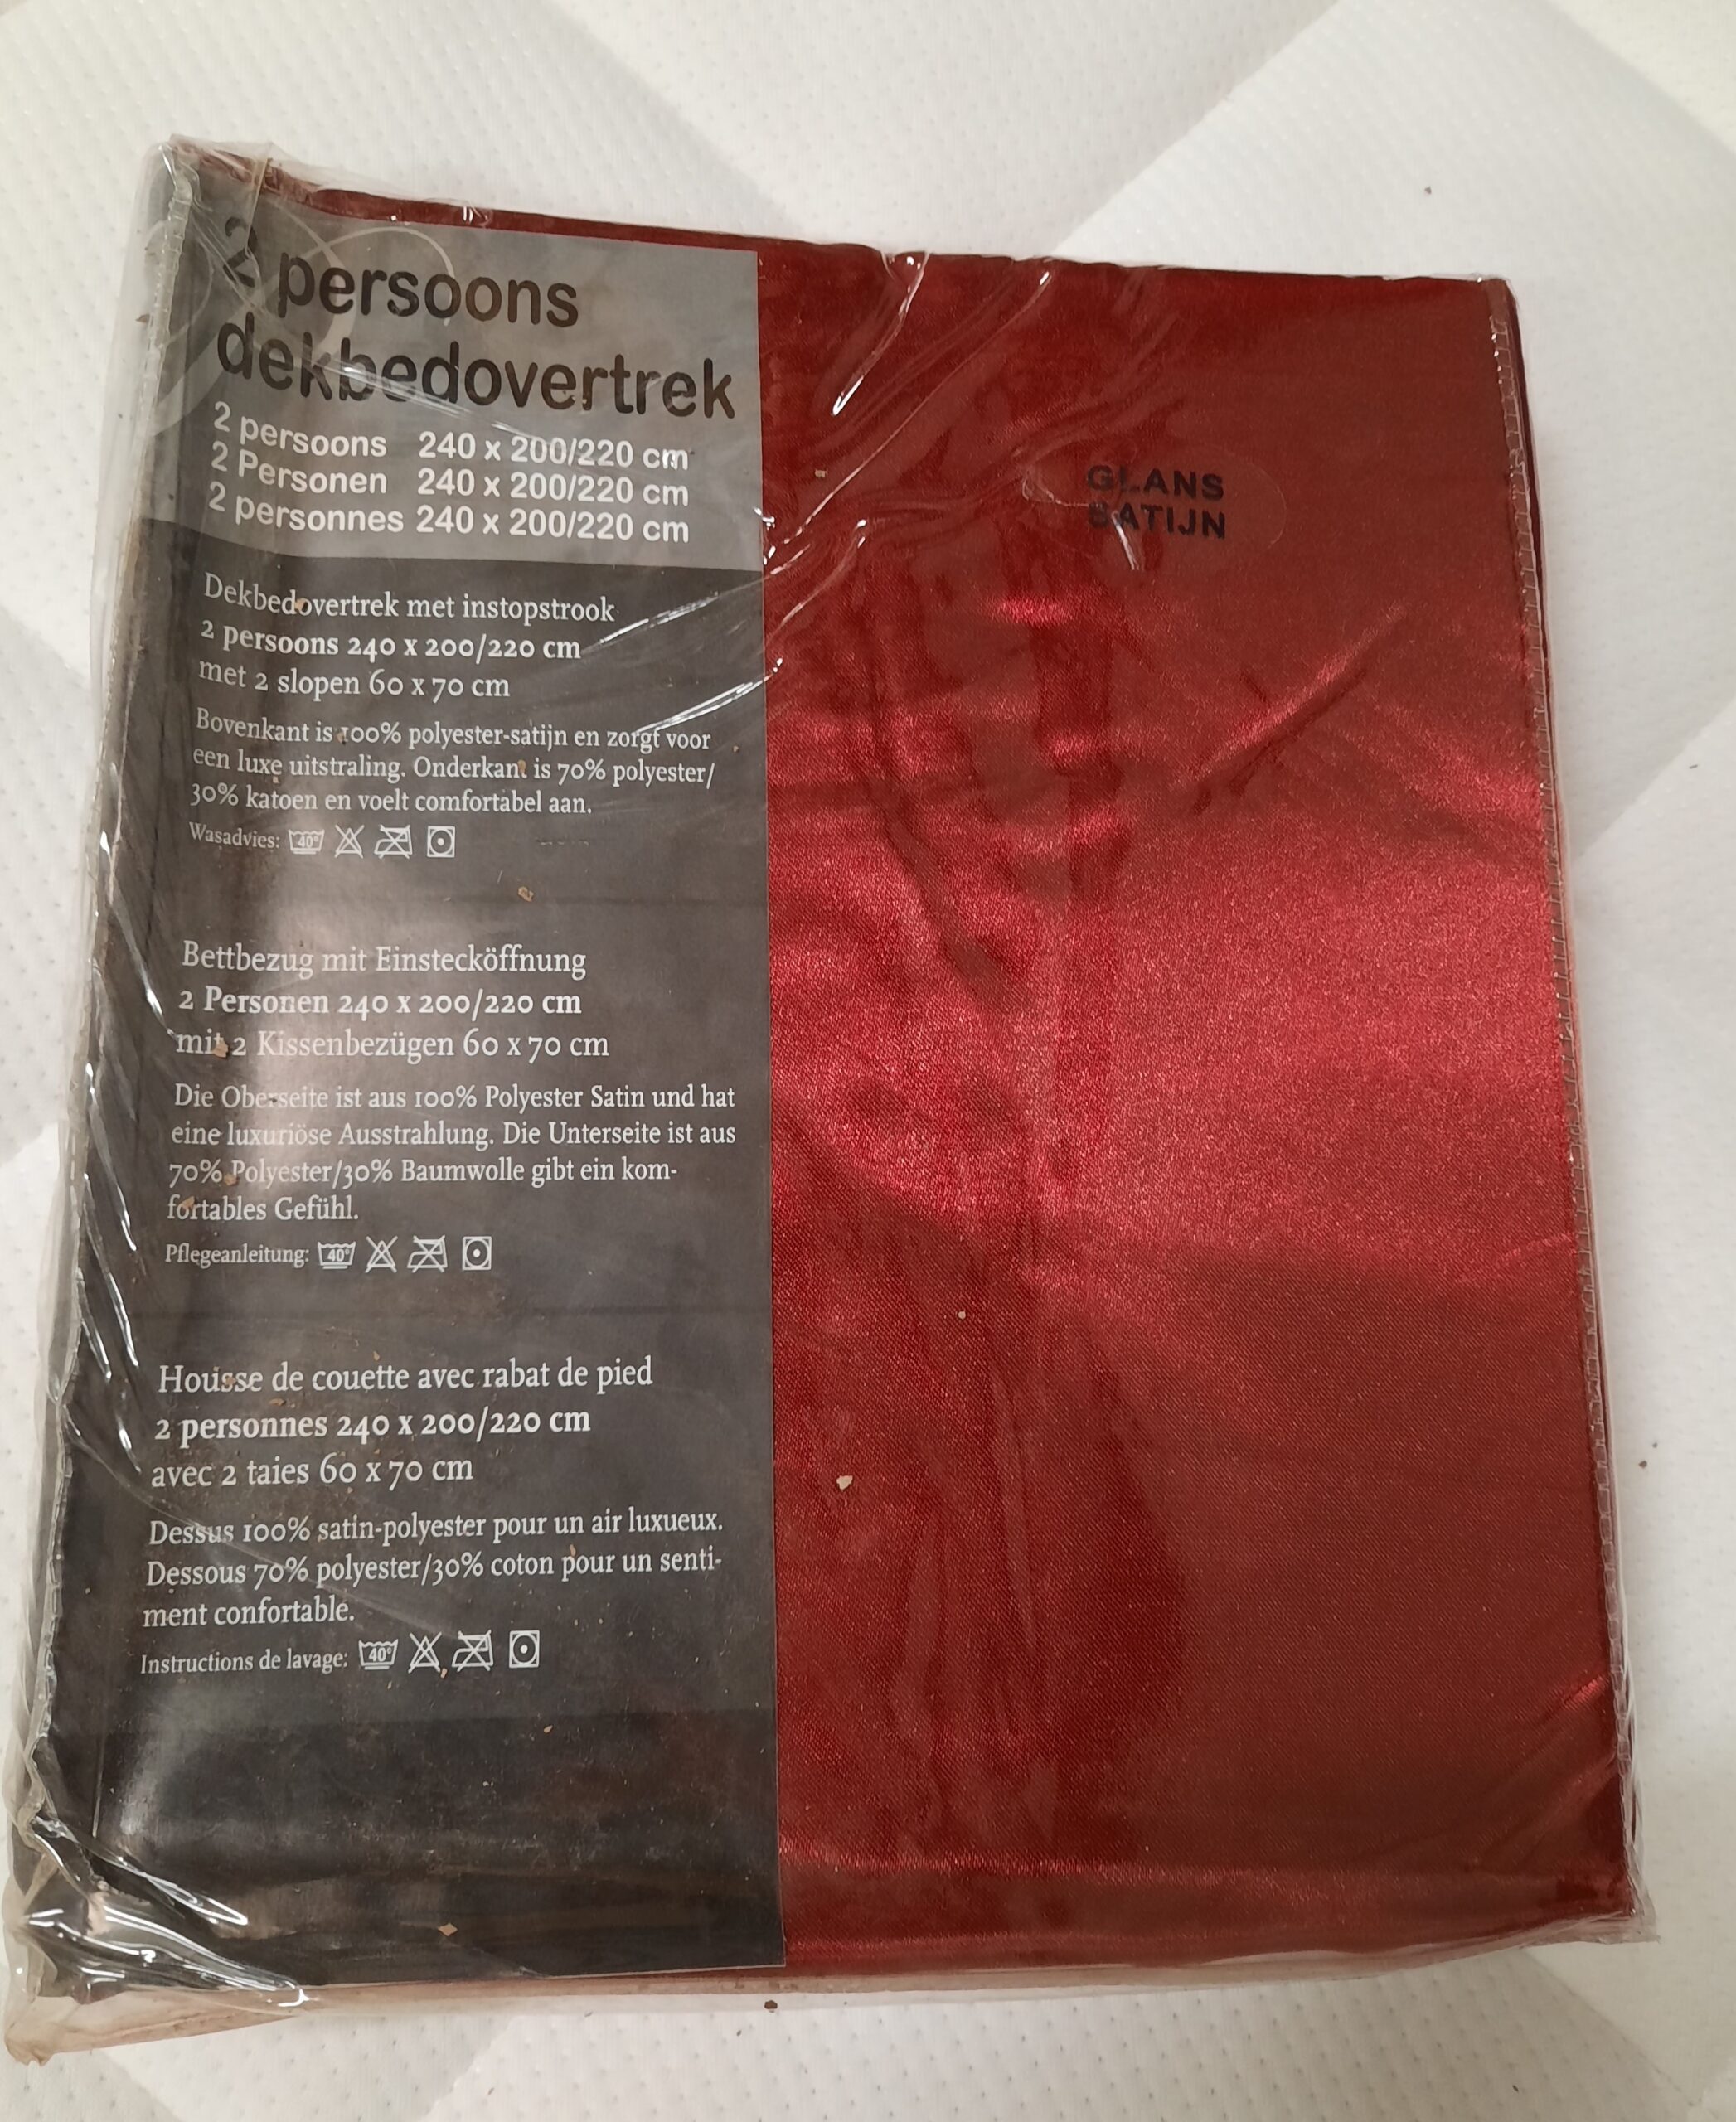 2 persoons
dekbedovertrek
2 persoons 240 x 200/220 cm
2 Personen 240 x 200/220 cm
2 personnes 240 x 200/220 cm
GLANS
SATIJN
Dekbedovertrek met instopstrook
2 persoons 240 x 200/220 cm
met 2 slopen 60 x 70 cm
Bovenkant is 100% polyester-satijn en zorgt voor
een luxe uitstraling. Onderkant is 70% polyester/
30% katoen en voelt comfortabel aan.
Wasadvies: 40°
Bettbezug mit Einstecköffnung
2 Personen 240 x 200/220 cm
mit 2 Kissenbezügen 60 x 70 cm
Die Oberseite ist aus 100% Polyester Satin und hat
eine luxuriöse Ausstrahlung. Die Unterseite ist aus
70% Polyester/30% Baumwolle gibt ein kom-
fortables Gefühl.
Pflegeanleitung: 40°
Housse de couette avec rabat de pied
2 personnes 240 x 200/220 cm
avec 2 taies 60 x 70 cm
Dessus 100% satin-polyester pour un air luxueux.
Dessous 70% polyester/30% coton pour un senti-
ment confortable.
Instructions de lavage: 40°